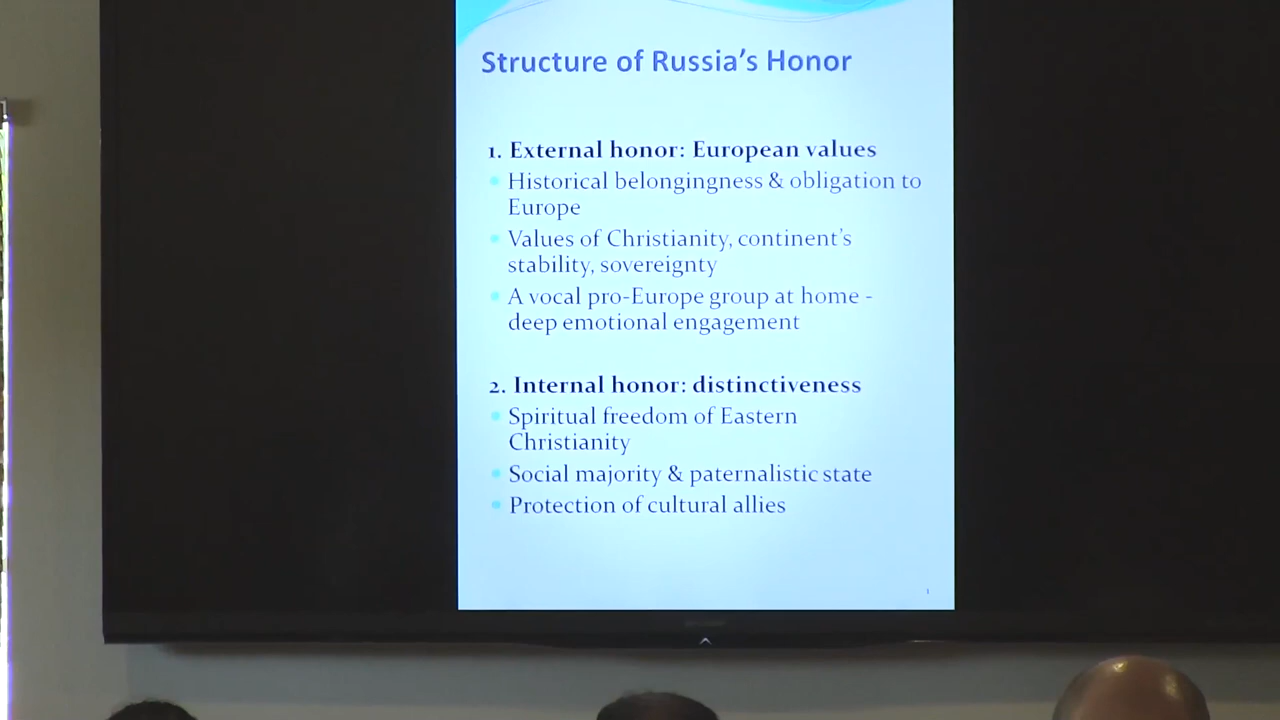 Structure of Russia's Honor
1. External honor: European values
• Historical belongingness & obligation to
Europe
• Values of Christianity, continent's
stability, sovereignty
• A vocal pro-Europe group at home -
deep emotional engagement
2. Internal honor: distinctiveness
• Spiritual freedom of Eastern
Christianity
• Social majority & paternalistic state
• Protection of cultural allies
1